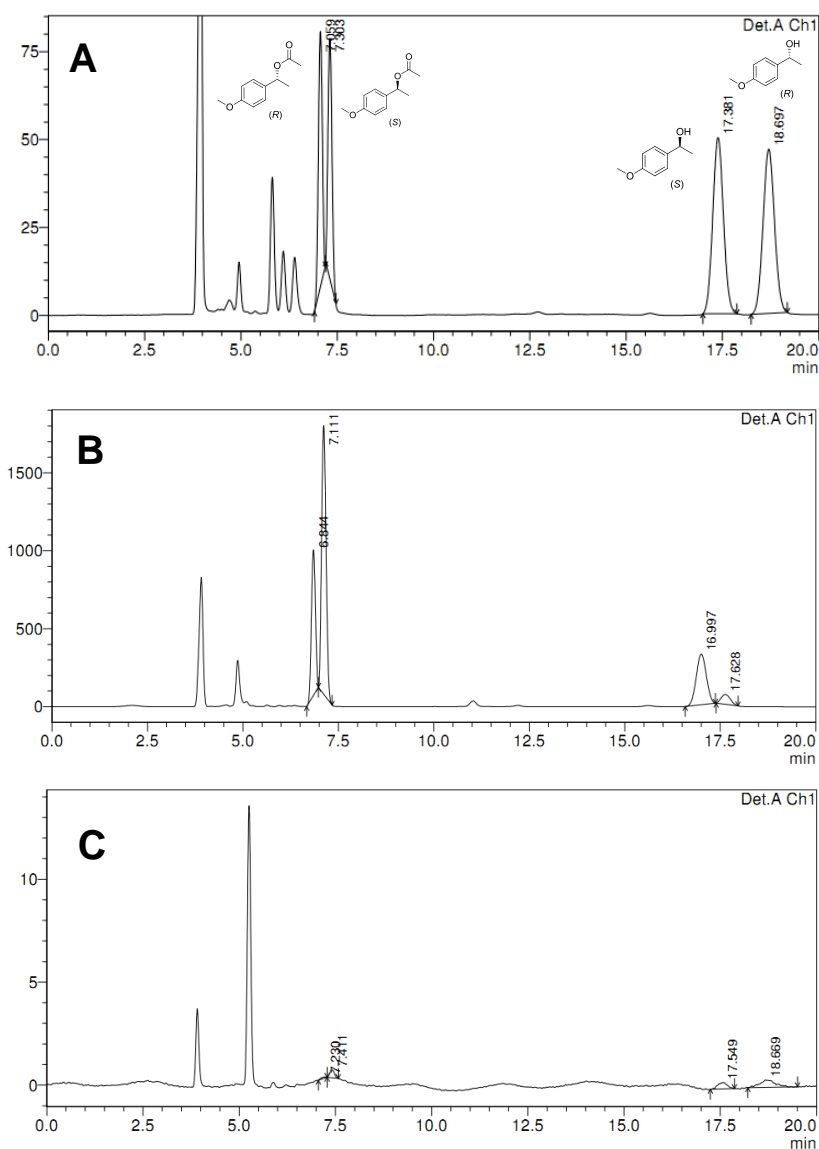 Det.A Ch1
A
7.059
7.303
17.381
18.697
O
O
O
(R)
O
O
O
(S)
OH
O
(S)
OH
O
(R)
75
50
25
0
0.0 2.5 5.0 7.5 10.0 12.5 15.0 17.5 20.0
min
Det.A Ch1
B
6.844
7.111
16.997
17.628
1500
1000
500
0
0.0 2.5 5.0 7.5 10.0 12.5 15.0 17.5 20.0
min
Det.A Ch1
C
7.230
7.411
17.549
18.669
10
5
0
0.0 2.5 5.0 7.5 10.0 12.5 15.0 17.5 20.0
min